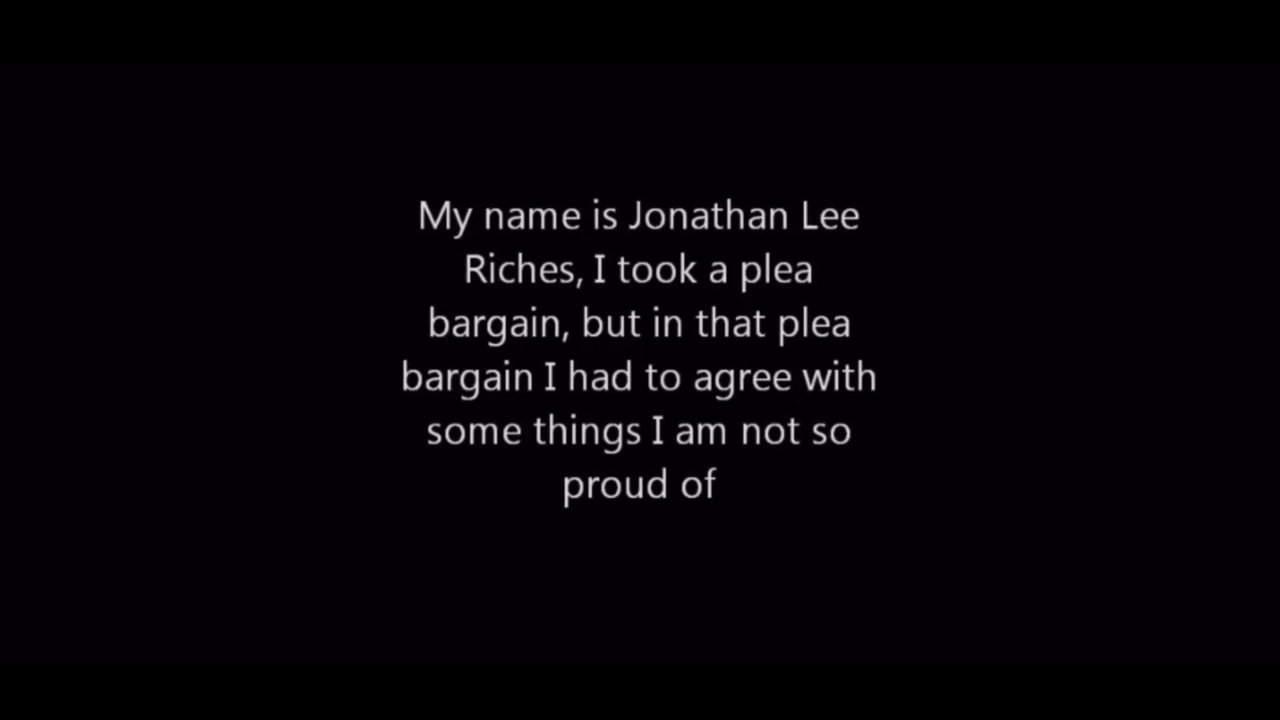 My name is Jonathan Lee
Riches, I took a plea
bargain, but in that plea
bargain I had to agree with
some things I am not so
proud of